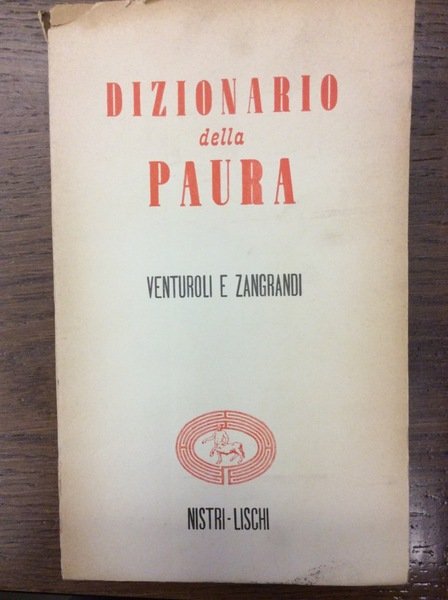 DIZIONARIO
della
PAURA
VENTUROLI E ZANGRANDI
NISTRI-LISCHI